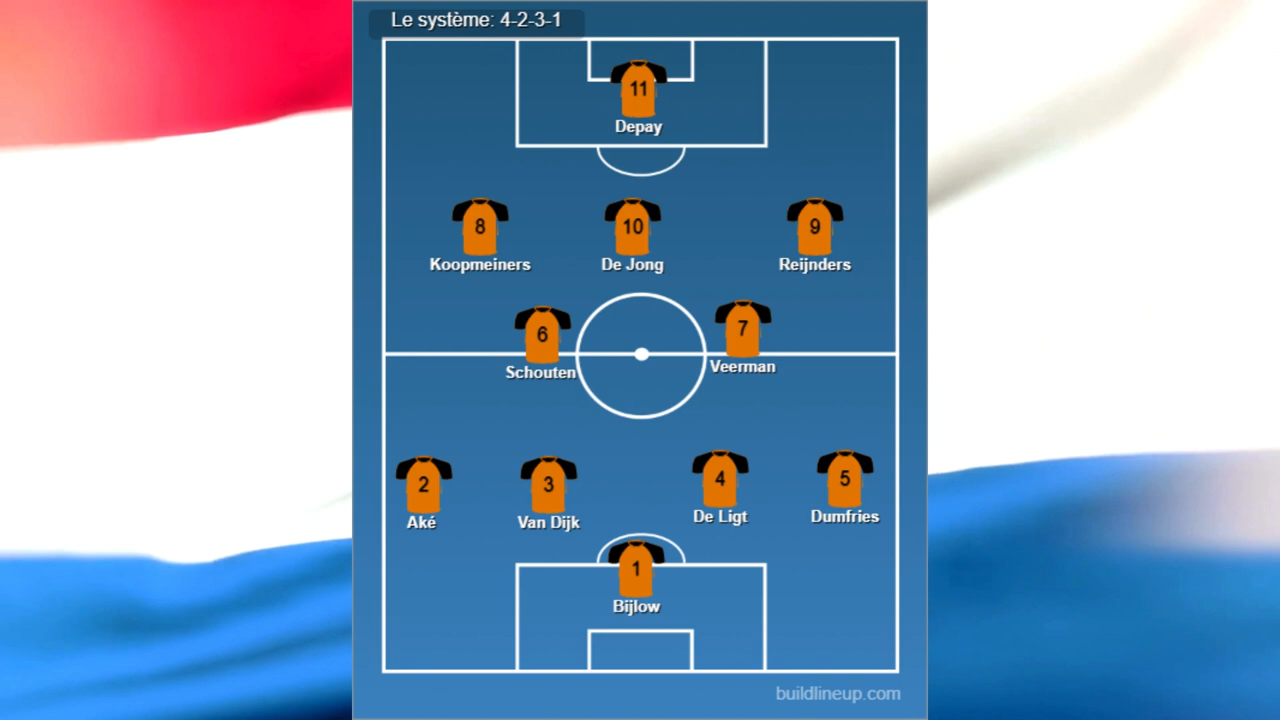 Le système: 4-2-3-1
11
Depay
8
10
9
Koopmeiners
De Jong
Reijnders
6
7
Schouten
Veerman
2
3
4
5
Aké
Van Dijk
De Ligt
Dumfries
1
Bijlow
buildlineup.com